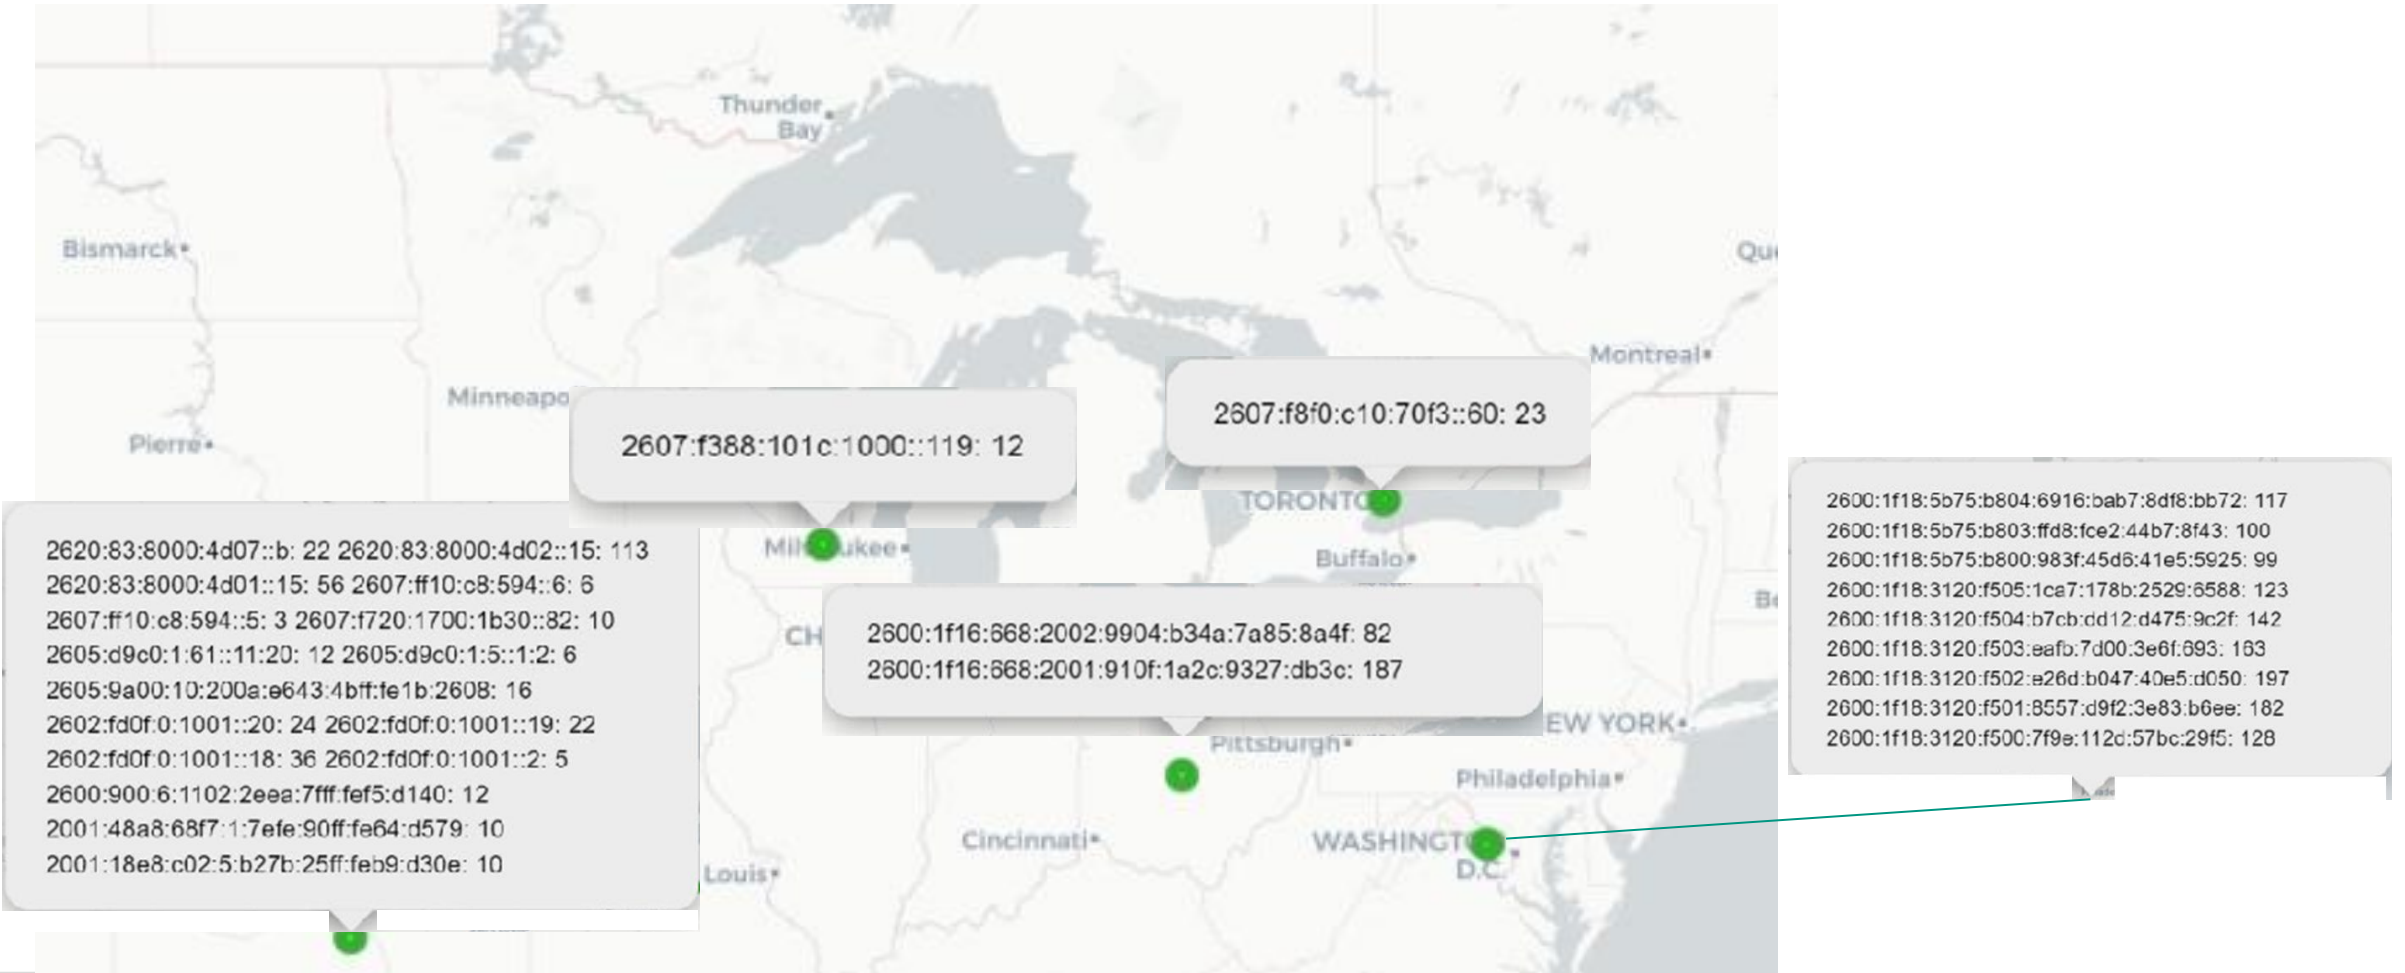 Thunder
Bay
Bismarck
Montreal
Minneapo
2607:f8f0:c10:70f3::60: 23
2607:f388:101c:1000::119: 12
Pierre
TORONTO
Buffalo
2620:83:8000:4d07::b: 22 2620:83:8000:4d02::15: 113
2620:83:8000:4d01::15: 56 2607:ff10:c8:594::6: 6
2607:ff10:c8:594::5: 3 2607:f720:1700:1b30::82: 10
2605:d9c0:1:61::11:20: 12 2605:d9c0:1:5::1:2: 6
2605:9a00:10:200a:e643:4bff:fe1b:2608: 16
2602:fd0f:0:1001::20: 24 2602:fd0f:0:1001::19: 22
2602:fd0f:0:1001::18: 36 2602:fd0f:0:1001::2: 5
2600:900:6:1102:2eea:7fff:fef5:d140: 12
2001:48a8:68f7:1:7efe:90ff:fe64:d579: 10
2001:18e8:c02:5:b27b:25ff:feb9:d30e: 10
CH
2600:1f16:668:2002:9904:b34a:7a85:8a4f: 82
2600:1f16:668:2001:910f:1a2c:9327:db3c: 187
2600:1f18:5b75:b804:6916:bab7:8df8:bb72: 117
2600:1f18:5b75:b803:ffd8:fce2:44b7:8f43: 100
2600:1f18:5b75:b800:983f:45d6:41e5:5925: 99
2600:1f18:3120:f505:1ca7:178b:2529:6588: 123
2600:1f18:3120:f504:b7cb:dd12:d475:9c2f: 142
2600:1f18:3120:f503:eafb:7d00:3e6f:693: 163
2600:1f18:3120:f502:e26d:b047:40e5:d050: 197
2600:1f18:3120:f501:8557:d9f2:3e83:b6ee: 182
2600:1f18:3120:f500:7f9e:112d:57bc:29f5: 128
EW YORK
Pittsburgh
Philadelphia
Cincinnati
WASHINGT
D.C.
Louis